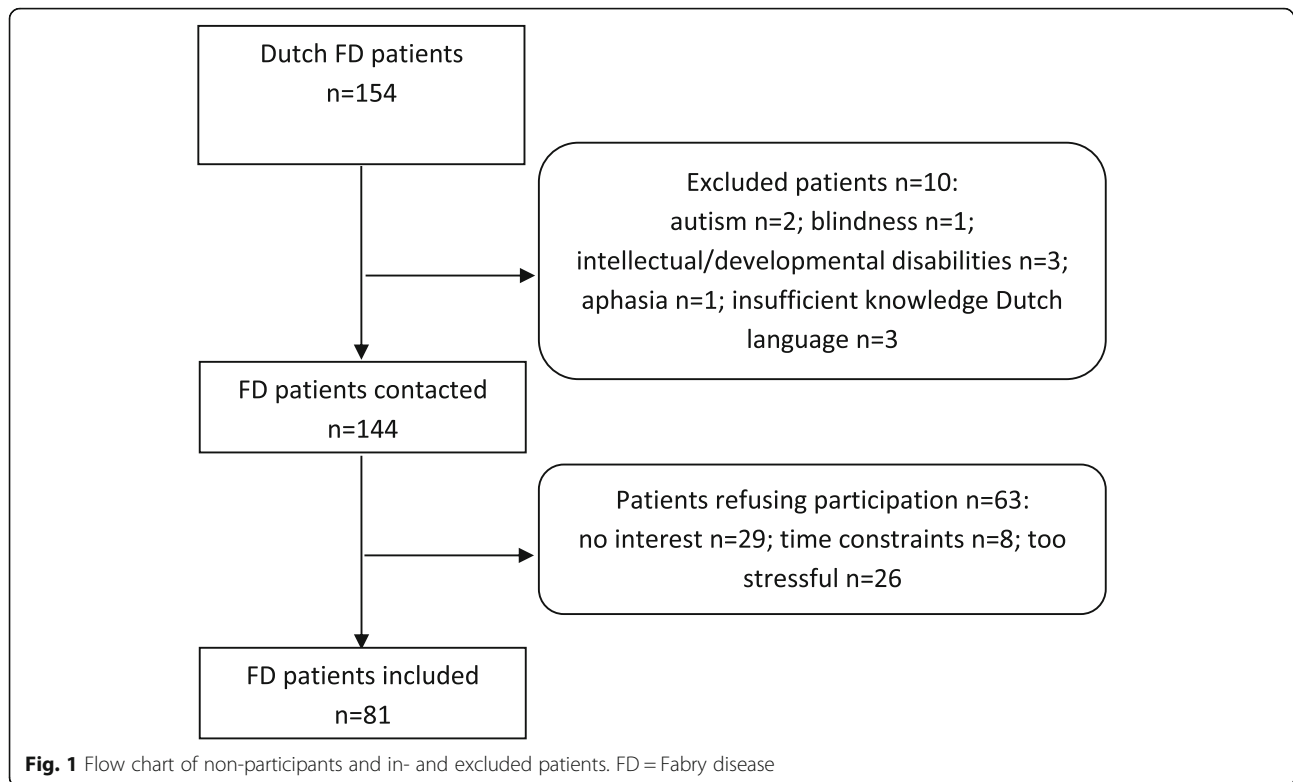 Dutch FD patients
n=154
Excluded patients n=10:
autism n=2; blindness n=1;
intellectual/developmental disabilities n=3;
aphasia n=1; insufficient knowledge Dutch
language n=3
FD patients contacted
n=144
Patients refusing participation n=63:
no interest n=29; time constraints n=8; too
stressful n=26
FD patients included
n=81
Fig. 1 Flow chart of non-participants and in- and excluded patients. FD = Fabry disease